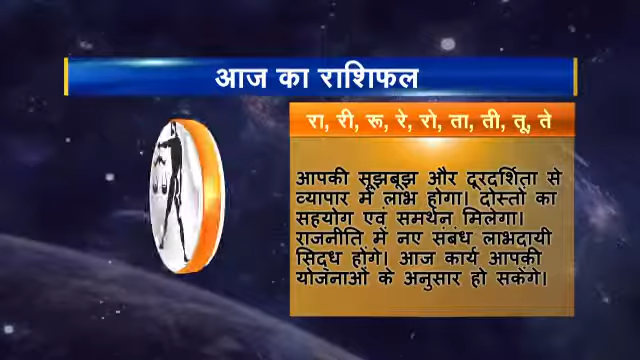 आज का राशिफल
रा, री, रू, रे, रो, ता, ती, तू, ते
आपकी सूझबूझ और दूरदर्शिता से
व्यापार में लाभ होगा। दोस्तों का
सहयोग एवं समर्थन मिलेगा।
राजनीति में नए संबंध लाभदायी
सिद्ध होंगे। आज कार्य आपकी
योजनाओं के अनुसार हो सकेंगे।